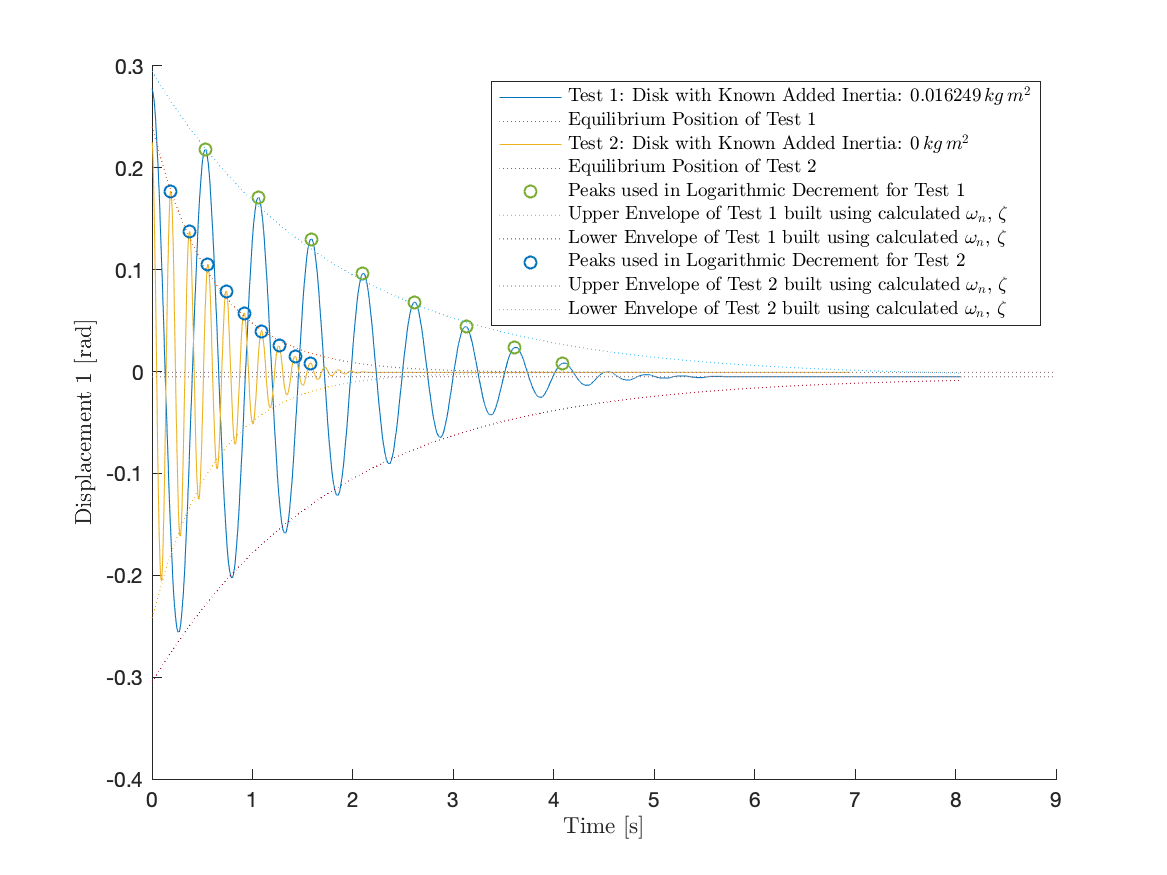 0.3
0.2
0.1
0
-0.1
-0.2
-0.3
-0.4
Displacement 1 [rad]
Test 1: Disk with Known Added Inertia: 0.016249 kg m²
Equilibrium Position of Test 1
Test 2: Disk with Known Added Inertia: 0 kg m²
Equilibrium Position of Test 2
Peaks used in Logarithmic Decrement for Test 1
Upper Envelope of Test 1 built using calculated ωₙ, ζ
Lower Envelope of Test 1 built using calculated ωₙ, ζ
Peaks used in Logarithmic Decrement for Test 2
Upper Envelope of Test 2 built using calculated ωₙ, ζ
Lower Envelope of Test 2 built using calculated ωₙ, ζ
0 1 2 3 4 5 6 7 8 9
Time [s]